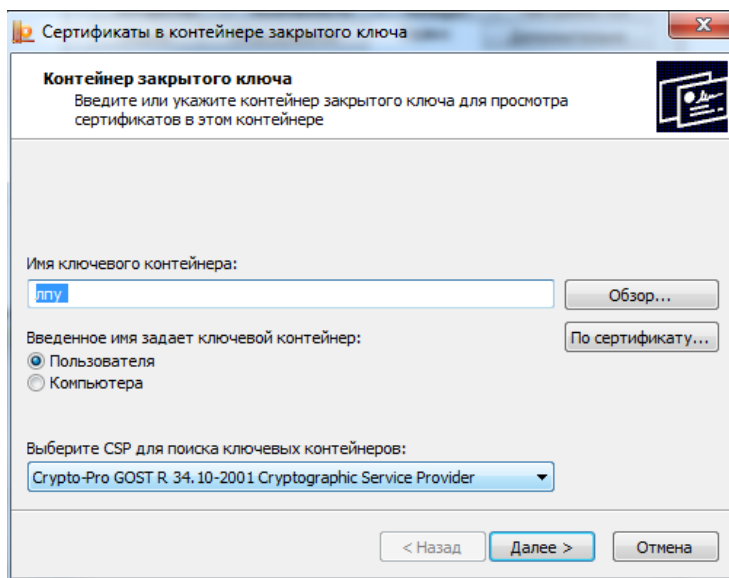 Сертификаты в контейнере закрытого ключа
Контейнер закрытого ключа
Введите или укажите контейнер закрытого ключа для просмотра
сертификатов в этом контейнере
Имя ключевого контейнера:
лпу
Обзор...
Введенное имя задает ключевой контейнер:
По сертификату...
Пользователя
Компьютера
Выберите CSP для поиска ключевых контейнеров:
Crypto-Pro GOST R 34.10-2001 Cryptographic Service Provider
< Назад
Далее >
Отмена